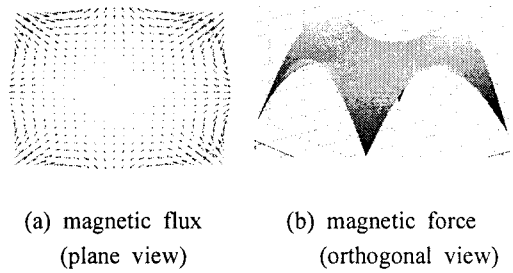 (a) magnetic flux
(plane view)
(b) magnetic force
(orthogonal view)